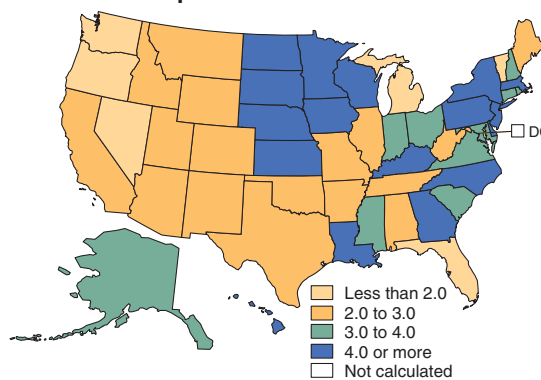 DC
Less than 2.0
2.0 to 3.0
3.0 to 4.0
4.0 or more
Not calculated